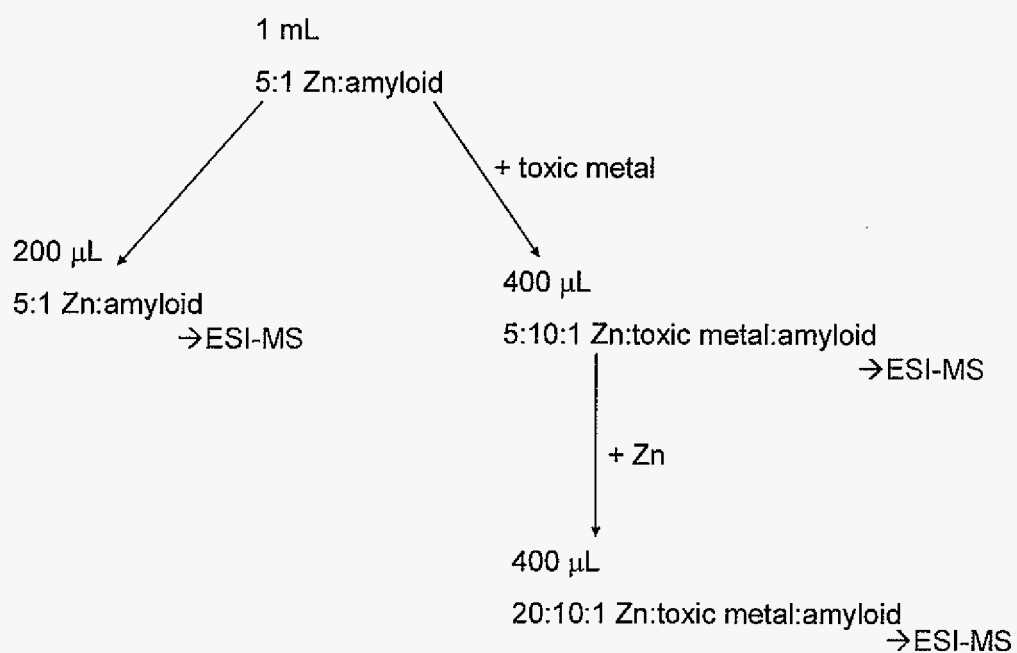 1 mL
5:1 Zn:amyloid
+ toxic metal
200 μL
5:1 Zn:amyloid
→ESI-MS
400 μL
5:10:1 Zn:toxic metal:amyloid
→ESI-MS
+ Zn
400 μL
20:10:1 Zn:toxic metal:amyloid
→ESI-MS